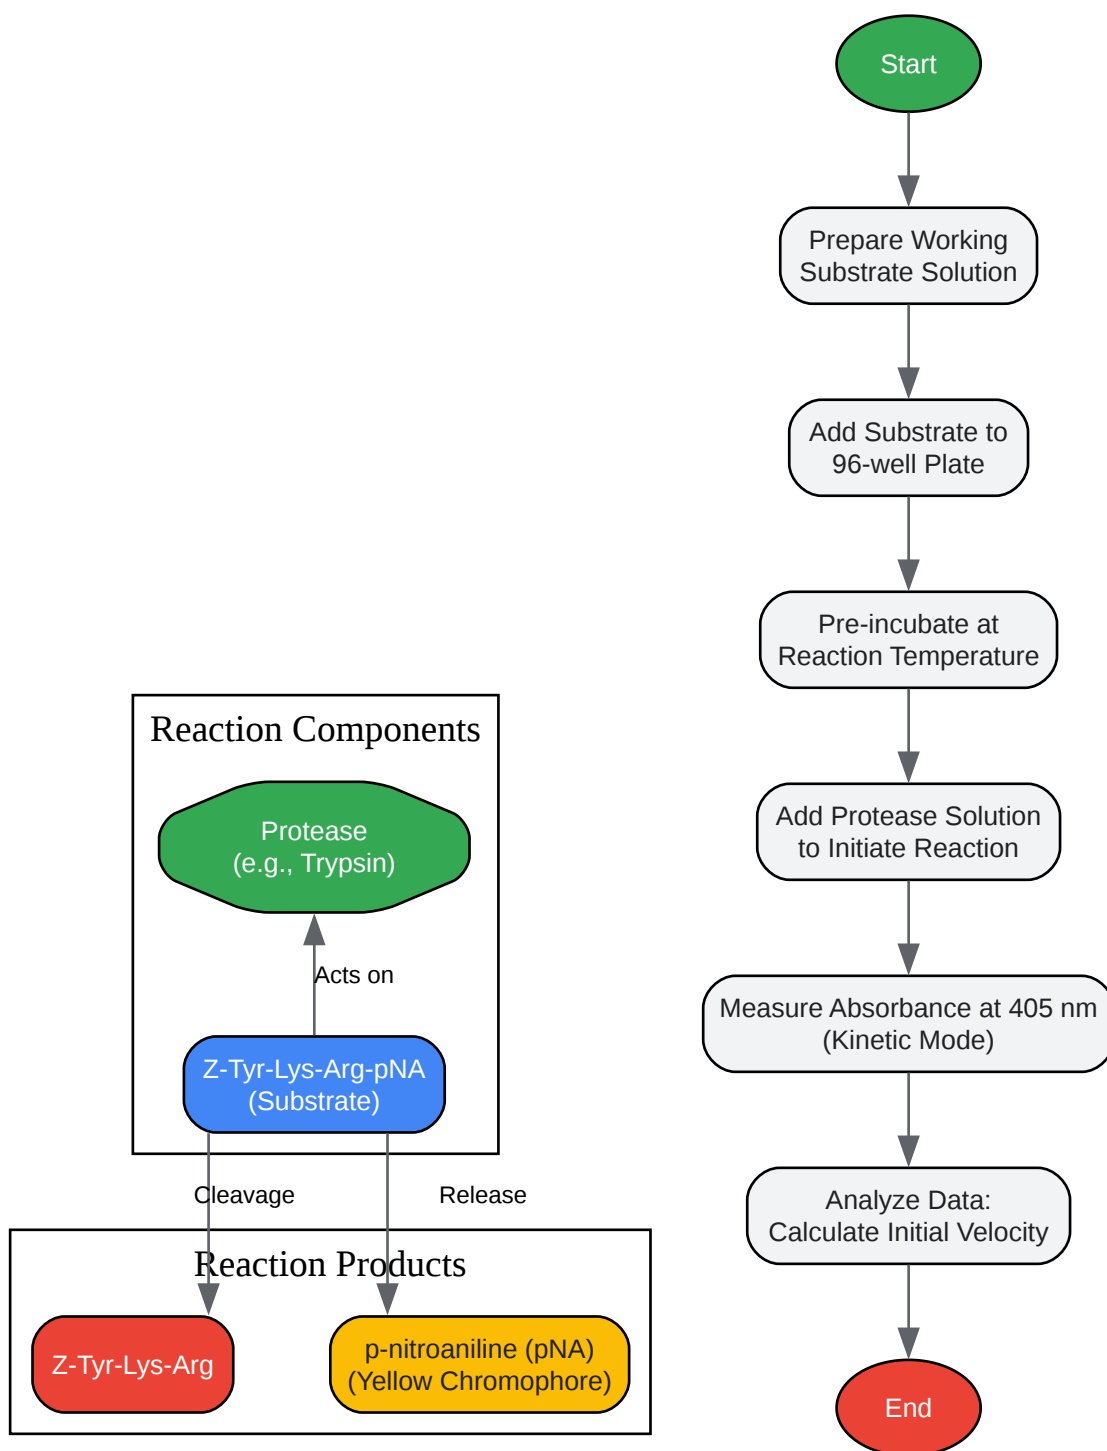 Start
Prepare Working
Substrate Solution
Add Substrate to
96-well Plate
Pre-incubate at
Reaction Temperature
Add Protease Solution
to Initiate Reaction
Measure Absorbance at 405 nm
(Kinetic Mode)
Analyze Data:
Calculate Initial Velocity
End
Reaction Components
Protease
(e.g., Trypsin)
Acts on
Z-Tyr-Lys-Arg-pNA
(Substrate)
Cleavage
Release
Reaction Products
Z-Tyr-Lys-Arg
p-nitroaniline (pNA)
(Yellow Chromophore)